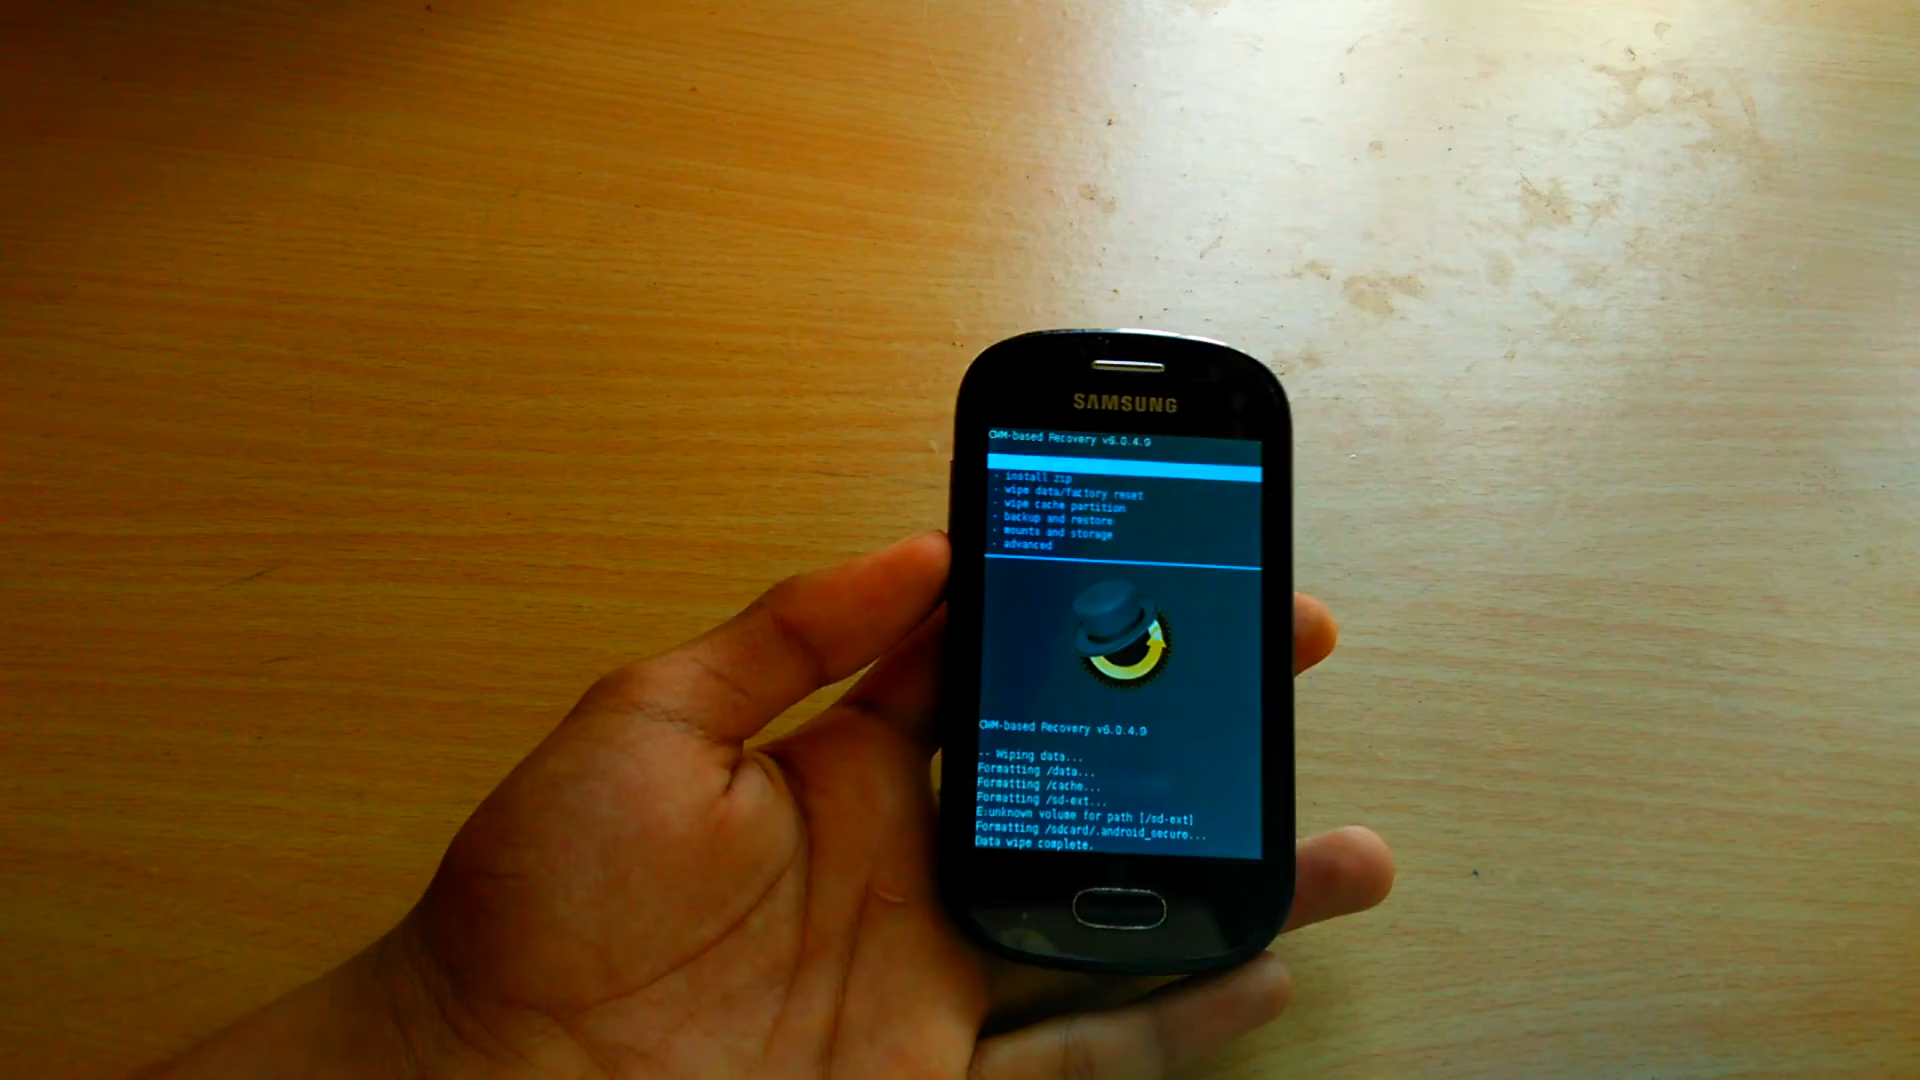 SAMSUNG
CWM-based Recovery v6.0.4.9
- install zip
- wipe data/factory reset
- wipe cache partition
- backup and restore
- mounts and storage
- advanced
CWM-based Recovery v6.0.4.9
-- Wiping data...
Formatting /data...
Formatting /cache...
Formatting /sd-ext...
E:unknown volume for path [/sd-ext]
Formatting /sdcard/.android_secure...
Data wipe complete.